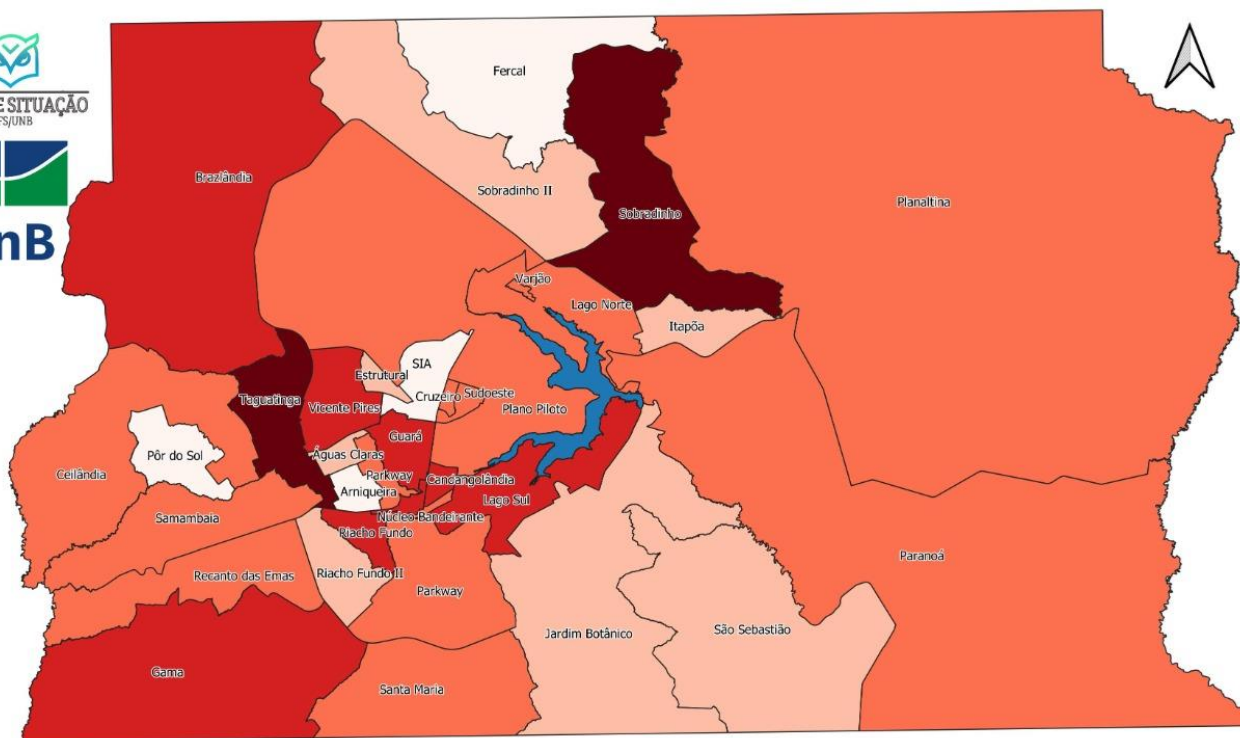 E SITUAÇÃO
FS/UNB
nB
Fercal
Brazlândia
Sobradinho II
Sobradinho
Planaltina
Varjão
Lago Norte
Itapõa
SIA
Estrutural
Taguatinga
Vicente Pires
Cruzeiro
Sudoeste
Plano Piloto
Guará
Pôr do Sol
Águas Claras
Ceilândia
Parkway
Candangolândia
Arniqueira
Lago Sul
Samambaia
Núcleo Bandeirante
Riacho Fundo
Recanto das Emas
Riacho Fundo II
Parkway
Paranoá
Jardim Botânico
São Sebastião
Gama
Santa Maria